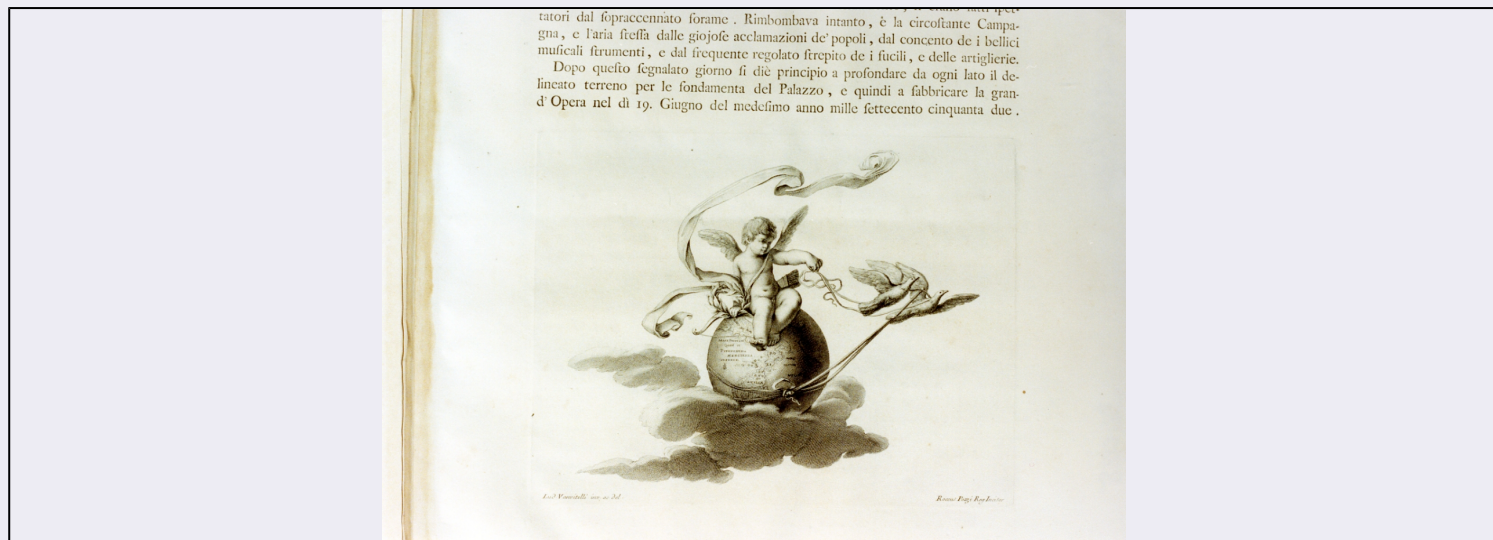 tatori dal ſopraccennato forame . Rimbombava intanto , è la circoſtante Campa-
gna , e l'aria ſteſſa dalle giojoſe acclamazioni de' popoli , dal concento de i bellici
muſicali ſtrumenti , e dal frequente regolato ſtrepito de i fucili , e delle artiglierie.
Dopo queſto ſegnalato giorno ſi diè principio a profondare da ogni lato il de-
lineato terreno per le fondamenta del Palazzo , e quindi a fabbricare la gran-
d' Opera nel dì 19. Giugno del medeſimo anno mille ſettecento cinquanta due .
Vanvitelli inv. Del.